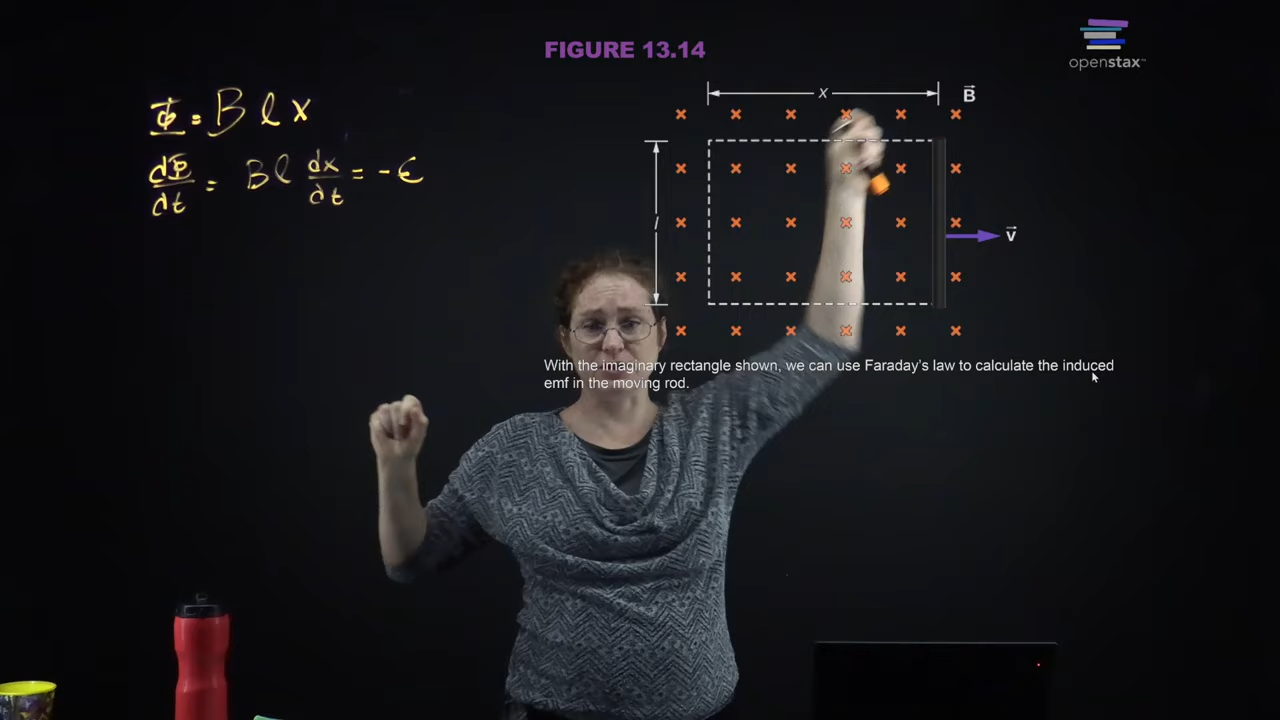 FIGURE 13.14
openstax™
Φ = B l x
dΦ/dt = B l dx/dt = - ε
x
B⃗
l
v⃗
With the imaginary rectangle shown, we can use Faraday's law to calculate the induced
emf in the moving rod.